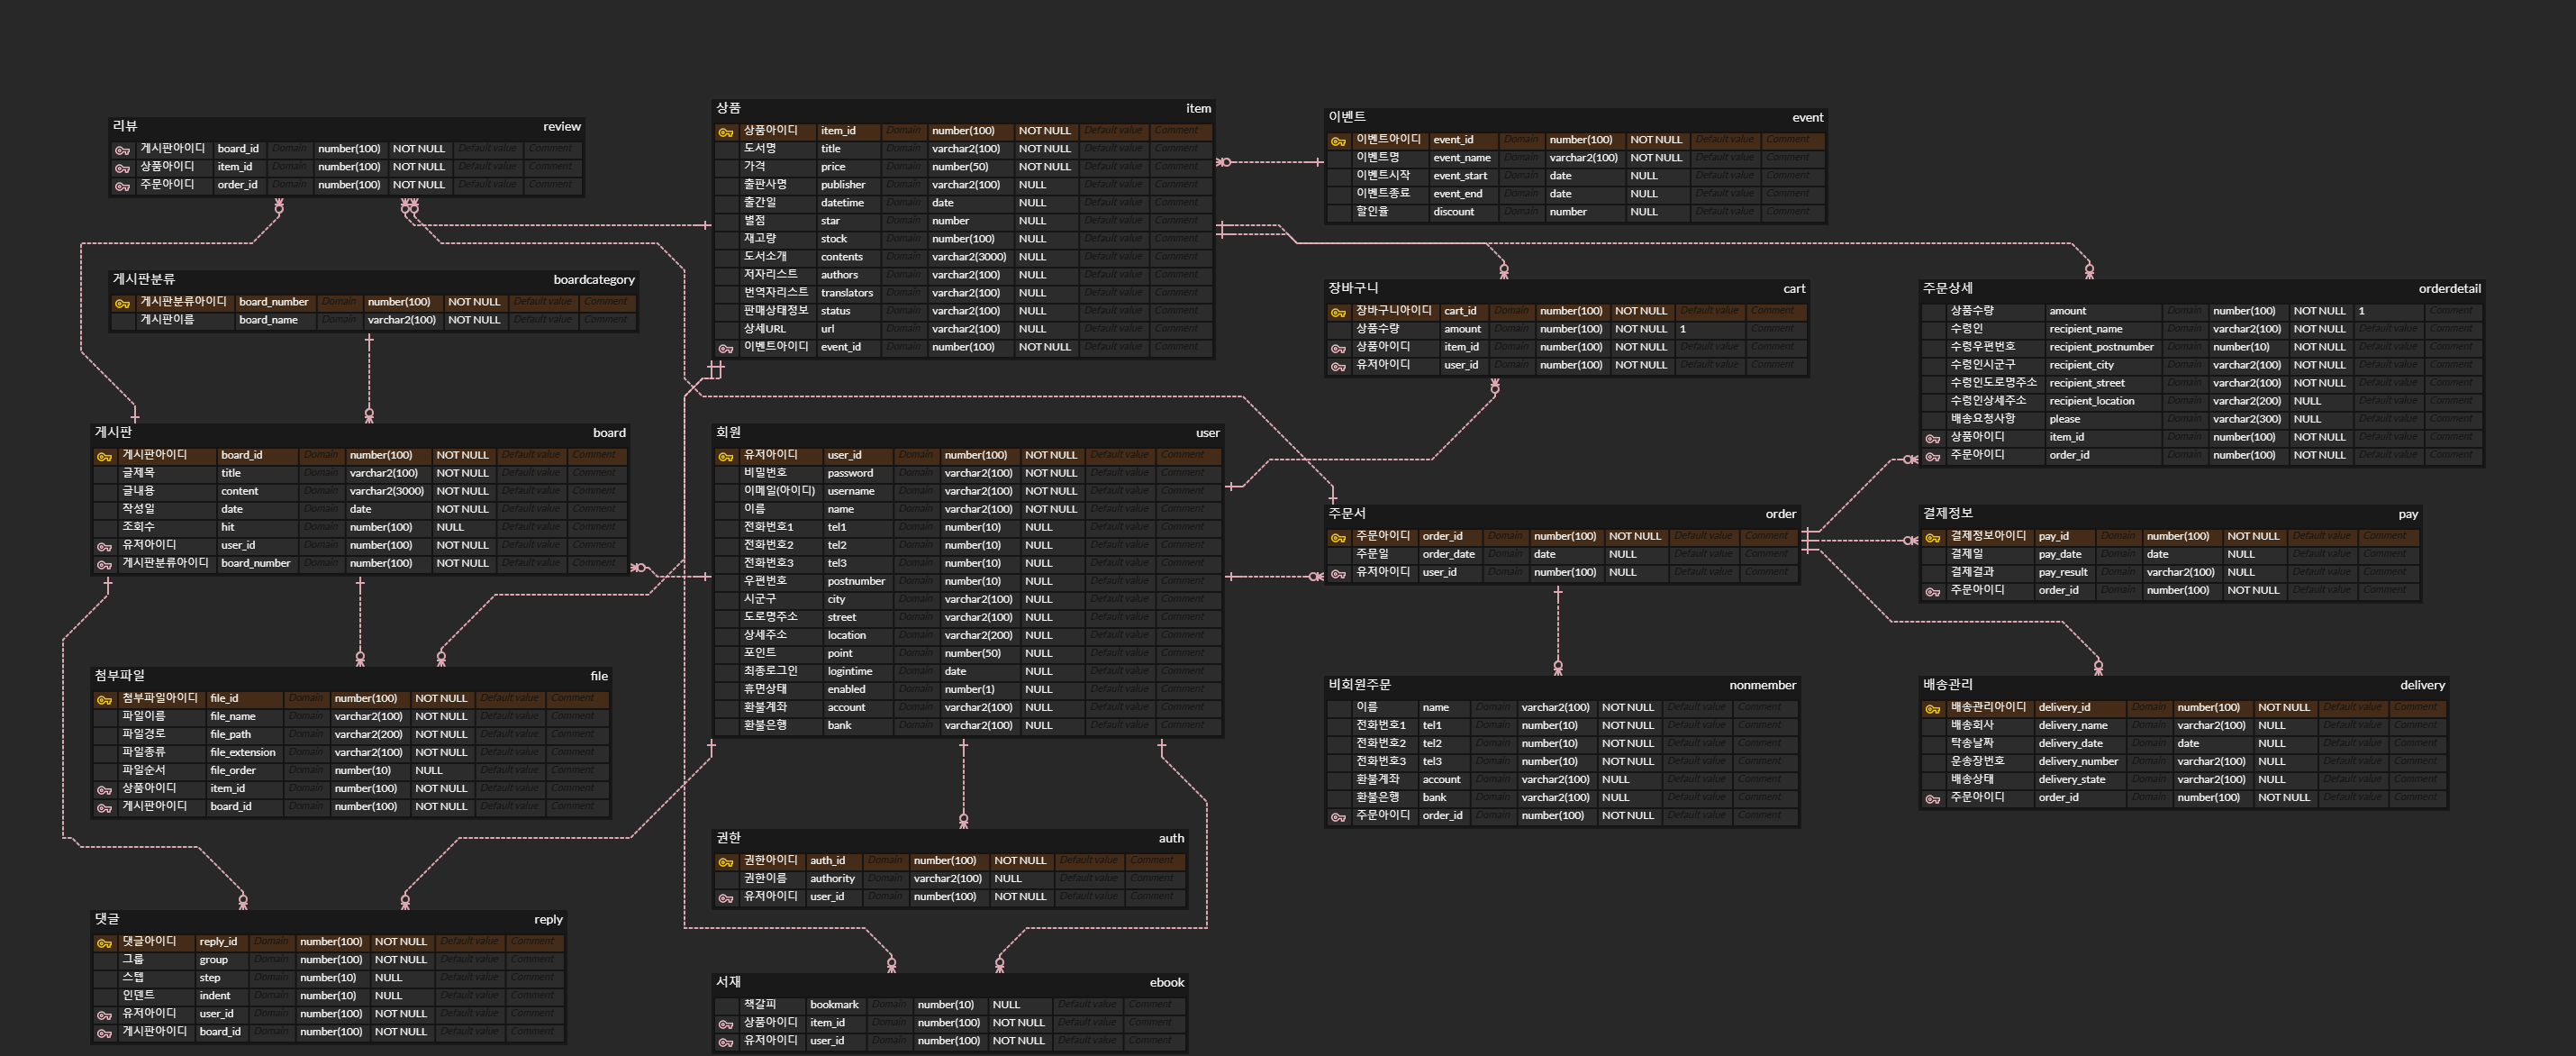 리뷰 review
게시판아이디 board_id Domain number(100) NOT NULL Default value Comment
상품아이디 item_id Domain number(100) NOT NULL Default value Comment
주문아이디 order_id Domain number(100) NOT NULL Default value Comment
게시판분류 boardcategory
게시판분류아이디 board_number Domain number(100) NOT NULL Default value Comment
게시판이름 board_name Domain varchar2(100) NOT NULL Default value Comment
게시판 board
게시판아이디 board_id Domain number(100) NOT NULL Default value Comment
글제목 title Domain varchar2(100) NOT NULL Default value Comment
글내용 content Domain varchar2(3000) NOT NULL Default value Comment
작성일 date Domain date NOT NULL Default value Comment
조회수 hit Domain number(100) NULL Default value Comment
유저아이디 user_id Domain number(100) NOT NULL Default value Comment
게시판분류아이디 board_number Domain number(100) NOT NULL Default value Comment
첨부파일 file
첨부파일아이디 file_id Domain number(100) NOT NULL Default value Comment
파일이름 file_name Domain varchar2(100) NOT NULL Default value Comment
파일경로 file_path Domain varchar2(200) NOT NULL Default value Comment
파일종류 file_extension Domain varchar2(100) NOT NULL Default value Comment
파일순서 file_order Domain number(10) NULL Default value Comment
상품아이디 item_id Domain number(100) NOT NULL Default value Comment
게시판아이디 board_id Domain number(100) NOT NULL Default value Comment
댓글 reply
댓글아이디 reply_id Domain number(100) NOT NULL Default value Comment
그룹 group Domain number(100) NOT NULL Default value Comment
스텝 step Domain number(10) NULL Default value Comment
인덴트 indent Domain number(10) NULL Default value Comment
유저아이디 user_id Domain number(100) NOT NULL Default value Comment
게시판아이디 board_id Domain number(100) NOT NULL Default value Comment
상품 item
상품아이디 item_id Domain number(100) NOT NULL Default value Comment
도서명 title Domain varchar2(100) NOT NULL Default value Comment
가격 price Domain number(50) NOT NULL Default value Comment
출판사명 publisher Domain varchar2(100) NULL Default value Comment
출간일 datetime Domain date NULL Default value Comment
별점 star Domain number NULL Default value Comment
재고량 stock Domain number(100) NULL Default value Comment
도서소개 contents Domain varchar2(3000) NULL Default value Comment
저자리스트 authors Domain varchar2(100) NULL Default value Comment
번역자리스트 translators Domain varchar2(100) NULL Default value Comment
판매상태정보 status Domain varchar2(100) NULL Default value Comment
상세URL url Domain varchar2(100) NULL Default value Comment
이벤트아이디 event_id Domain number(100) NOT NULL Default value Comment
회원 user
유저아이디 user_id Domain number(100) NOT NULL Default value Comment
비밀번호 password Domain varchar2(100) NOT NULL Default value Comment
이메일(아이디) username Domain varchar2(100) NOT NULL Default value Comment
이름 name Domain varchar2(100) NOT NULL Default value Comment
전화번호1 tel1 Domain number(10) NULL Default value Comment
전화번호2 tel2 Domain number(10) NULL Default value Comment
전화번호3 tel3 Domain number(10) NULL Default value Comment
우편번호 postnumber Domain number(10) NULL Default value Comment
시군구 city Domain varchar2(100) NULL Default value Comment
도로명주소 street Domain varchar2(100) NULL Default value Comment
상세주소 location Domain varchar2(200) NULL Default value Comment
포인트 point Domain number(50) NULL Default value Comment
최종로그인 logintime Domain date NULL Default value Comment
휴면상태 enabled Domain number(1) NULL Default value Comment
환불계좌 account Domain varchar2(100) NULL Default value Comment
환불은행 bank Domain varchar2(100) NULL Default value Comment
권한 auth
권한아이디 auth_id Domain number(100) NOT NULL Default value Comment
권한이름 authority Domain varchar2(100) NULL Default value Comment
유저아이디 user_id Domain number(100) NOT NULL Default value Comment
서재 ebook
책갈피 bookmark Domain number(10) NULL Default value Comment
상품아이디 item_id Domain number(100) NOT NULL Default value Comment
유저아이디 user_id Domain number(100) NOT NULL Default value Comment
이벤트 event
이벤트아이디 event_id Domain number(100) NOT NULL Default value Comment
이벤트명 event_name Domain varchar2(100) NOT NULL Default value Comment
이벤트시작 event_start Domain date NULL Default value Comment
이벤트종료 event_end Domain date NULL Default value Comment
할인율 discount Domain number NULL Default value Comment
장바구니 cart
장바구니아이디 cart_id Domain number(100) NOT NULL Default value Comment
상품수량 amount Domain number(100) NOT NULL 1 Comment
상품아이디 item_id Domain number(100) NOT NULL Default value Comment
유저아이디 user_id Domain number(100) NOT NULL Default value Comment
주문서 order
주문아이디 order_id Domain number(100) NOT NULL Default value Comment
주문일 order_date Domain date NULL Default value Comment
유저아이디 user_id Domain number(100) NULL Default value Comment
비회원주문 nonmember
이름 name Domain varchar2(100) NOT NULL Default value Comment
전화번호1 tel1 Domain number(10) NOT NULL Default value Comment
전화번호2 tel2 Domain number(10) NOT NULL Default value Comment
전화번호3 tel3 Domain number(10) NOT NULL Default value Comment
환불계좌 account Domain varchar2(100) NULL Default value Comment
환불은행 bank Domain varchar2(100) NULL Default value Comment
주문아이디 order_id Domain number(100) NOT NULL Default value Comment
주문상세 orderdetail
상품수량 amount Domain number(100) NOT NULL 1 Comment
수령인 recipient_name Domain varchar2(100) NOT NULL Default value Comment
수령우편번호 recipient_postnumber Domain number(10) NOT NULL Default value Comment
수령인시군구 recipient_city Domain varchar2(100) NOT NULL Default value Comment
수령인도로명주소 recipient_street Domain varchar2(100) NOT NULL Default value Comment
수령인상세주소 recipient_location Domain varchar2(200) NULL Default value Comment
배송요청사항 please Domain varchar2(300) NULL Default value Comment
상품아이디 item_id Domain number(100) NOT NULL Default value Comment
주문아이디 order_id Domain number(100) NOT NULL Default value Comment
결제정보 pay
결제정보아이디 pay_id Domain number(100) NOT NULL Default value Comment
결제일 pay_date Domain date NULL Default value Comment
결제결과 pay_result Domain varchar2(100) NULL Default value Comment
주문아이디 order_id Domain number(100) NOT NULL Default value Comment
배송관리 delivery
배송관리아이디 delivery_id Domain number(100) NOT NULL Default value Comment
배송회사 delivery_name Domain varchar2(100) NULL Default value Comment
탁송날짜 delivery_date Domain date NULL Default value Comment
운송장번호 delivery_number Domain varchar2(100) NULL Default value Comment
배송상태 delivery_state Domain varchar2(100) NULL Default value Comment
주문아이디 order_id Domain number(100) NOT NULL Default value Comment